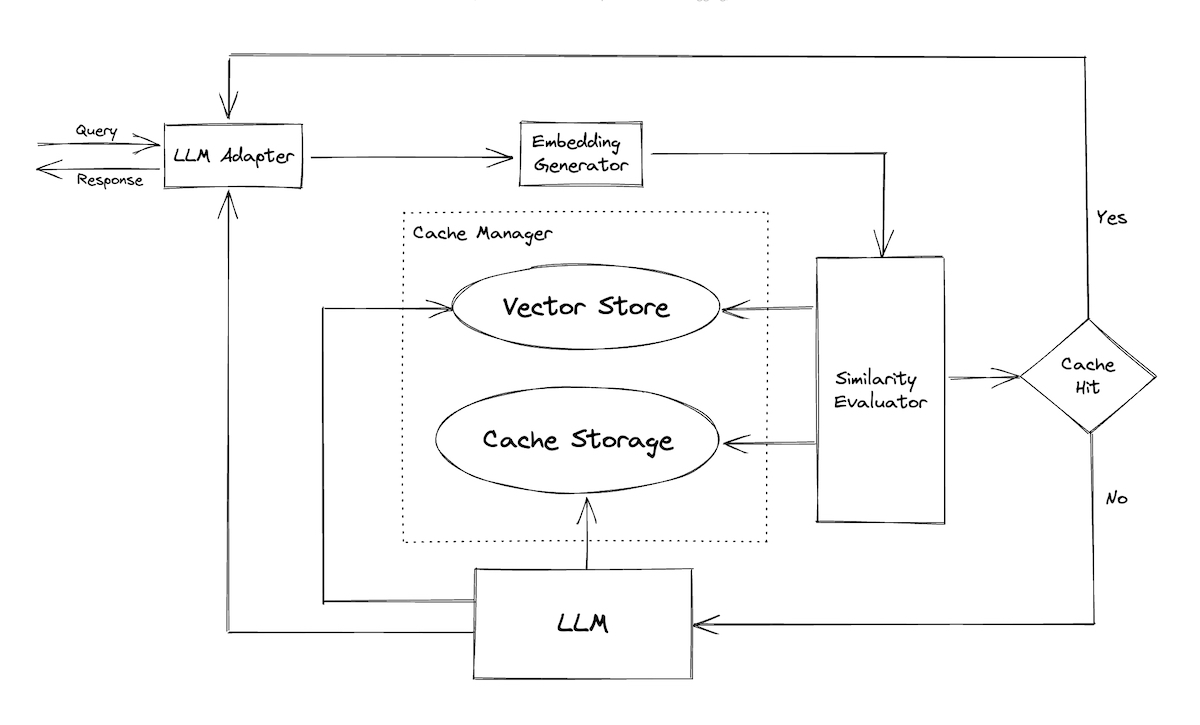 Query
LLM Adapter
Response
Embedding
Generator
Cache Manager
Vector Store
Cache Storage
Similarity
Evaluator
Yes
Cache
Hit
No
LLM